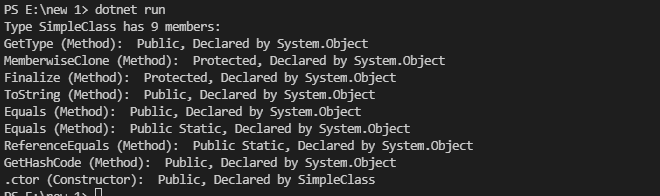 PS E:\new 1> dotnet run
Type SimpleClass has 9 members:
GetType (Method):  Public, Declared by System.Object
MemberwiseClone (Method):  Protected, Declared by System.Object
Finalize (Method):  Protected, Declared by System.Object
ToString (Method):  Public, Declared by System.Object
Equals (Method):  Public, Declared by System.Object
Equals (Method):  Public Static, Declared by System.Object
ReferenceEquals (Method):  Public Static, Declared by System.Object
GetHashCode (Method):  Public, Declared by System.Object
.ctor (Constructor):  Public, Declared by SimpleClass
PS E:\new 1>